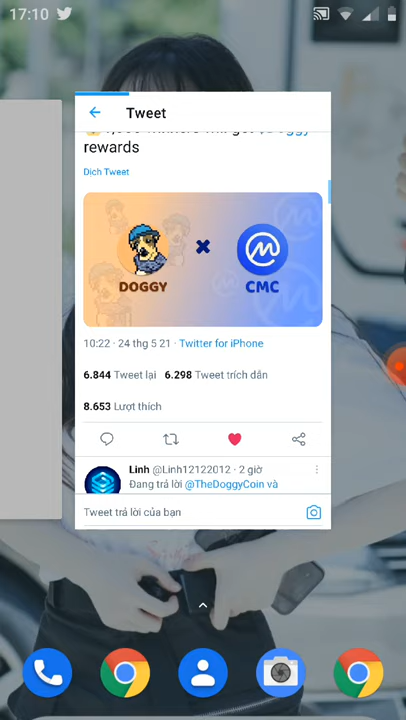 17:10
Tweet
rewards
Dịch Tweet
DOGGY
CMC
10:22 · 24 thg 5 21 · Twitter for iPhone
6.844 Tweet lại 6.298 Tweet trích dẫn
8.653 Lượt thích
Linh @Linh12122012 · 2 giờ
Đang trả lời @TheDoggyCoin và
Tweet trả lời của bạn